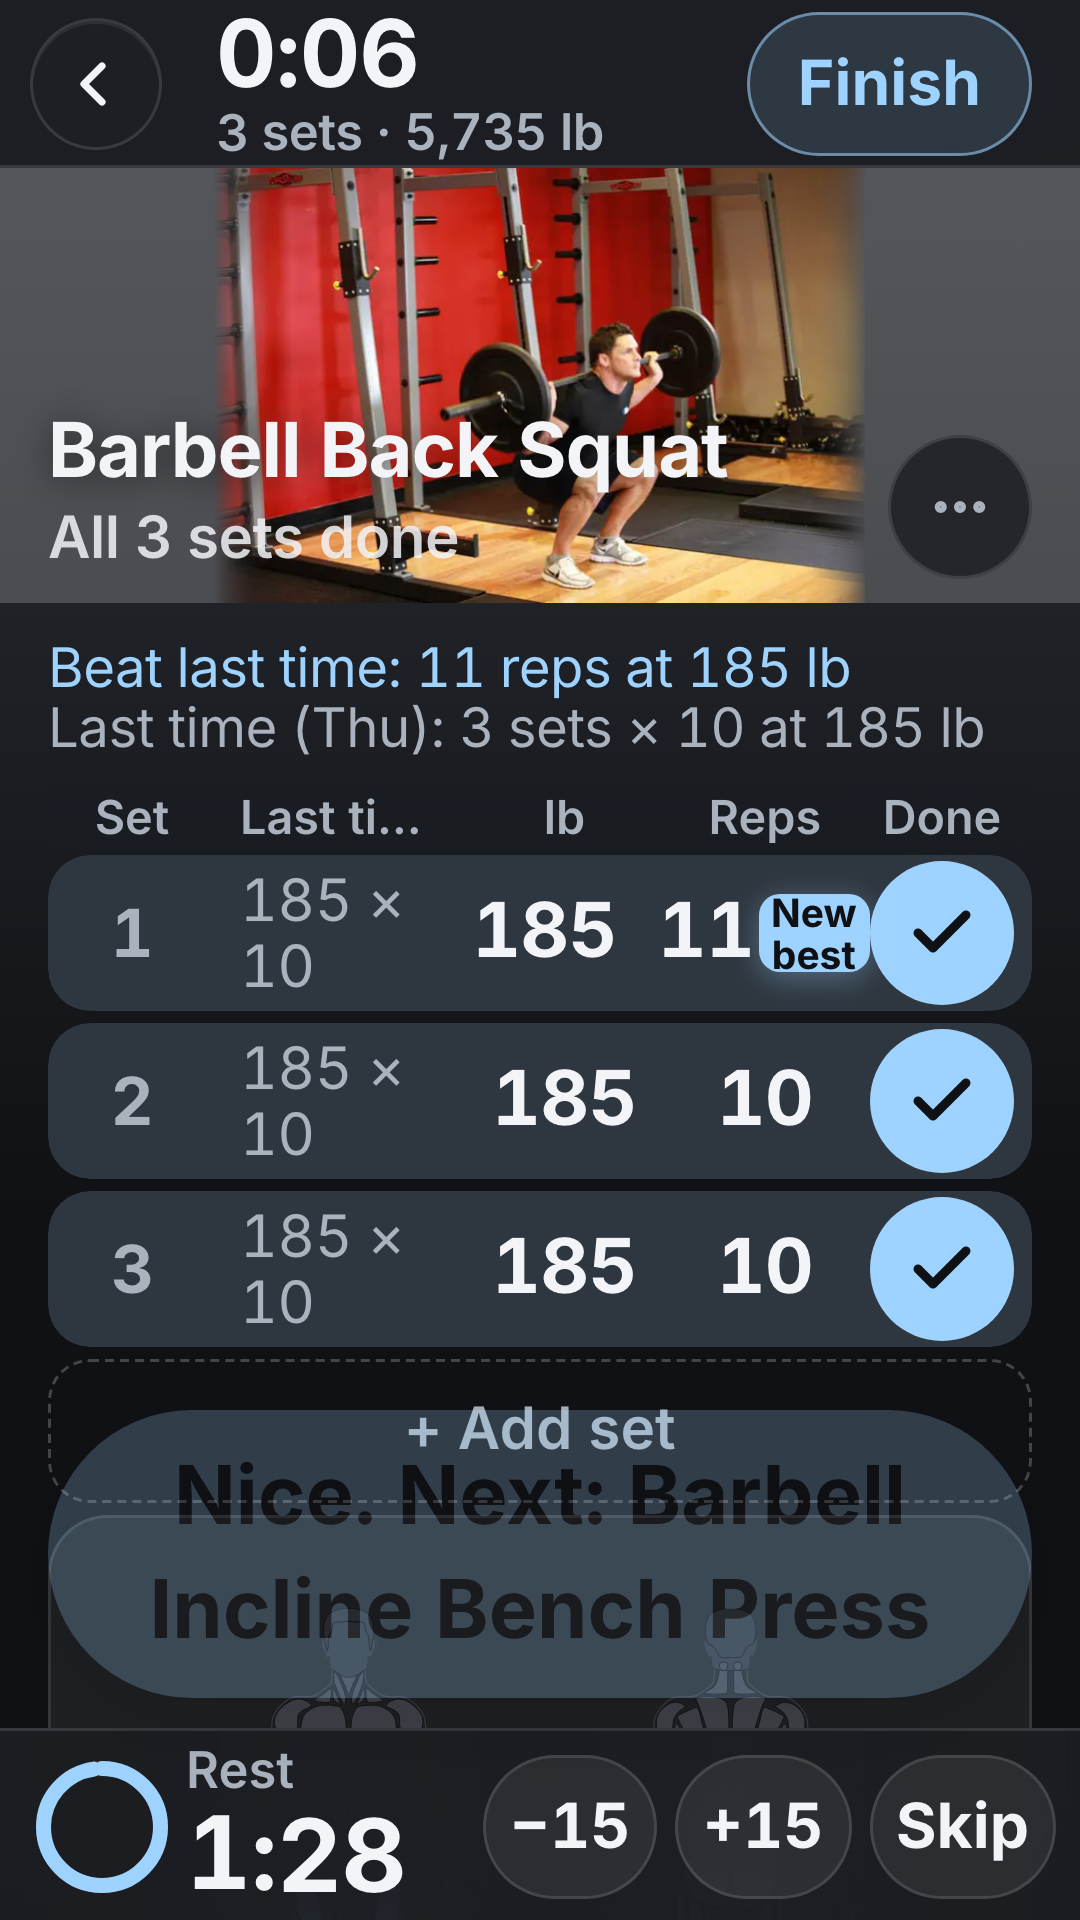 0:06
Finish
3 sets · 5,735 lb
Barbell Back Squat
All 3 sets done
Beat last time: 11 reps at 185 lb
Last time (Thu): 3 sets × 10 at 185 lb
Set Last ti... lb Reps Done
1 185 × 10 185 11 New best
2 185 × 10 185 10
3 185 × 10 185 10
+ Add set
Nice. Next: Barbell
Incline Bench Press
Rest
1:28
−15 +15 Skip